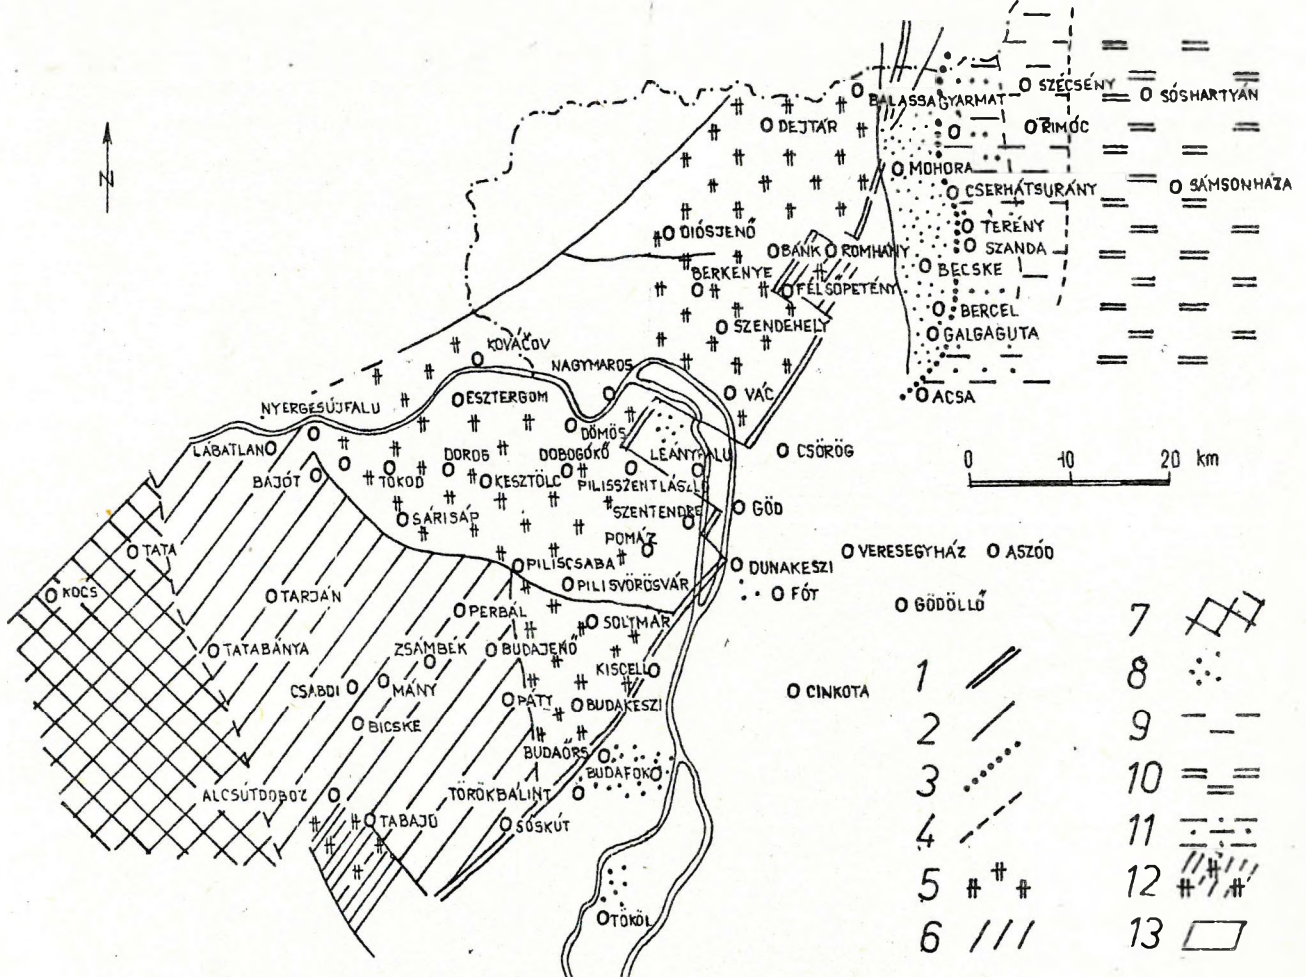 SZÉCSÉNY
BALASSAGYARMAT
SÓSHARTYÁN
DEJTÁR
RIMÓC
N
MOHORA
CSERHÁTSURÁNY
SÁMSONHÁZA
DIÓSJENŐ
TERÉNY
BÁNK
ROMHÁNY
SZANDA
BERKENYE
BECSKE
FELSŐPETÉNY
SZENDEHELY
BERCEL
GALGAGUTA
KOVÁČOV
NAGYMAROS
VÁC
ACSA
NYERGESÚJFALU
ESZTERGOM
DÖMÖS
LÁBATLAN
DOROG
DOBOGÓKŐ
LEÁNYFALU
CSÖRÖG
0 10 20 km
BAJÓT
TOKOD
KESZTÖLC
PILISSZENTLÁSZLÓ
SÁRISÁP
SZENTENDRE
GÖD
POMÁZ
TATA
PILISCSABA
DUNAKESZI
VERESEGYHÁZ
ASZÓD
KOCS
TARJÁN
PILISVÖRÖSVÁR
FÓT
GÖDÖLLŐ
PERBÁL
SOLYMÁR
TATABÁNYA
ZSÁMBÉK
BUDAJENŐ
KISCELL
CSABDI
MÁNY
PÁTY
BUDAKESZI
CINKOTA
BICSKE
BUDAÖRS
BUDAFOK
ALCSÚTDOBOZ
TÖRÖKBÁLINT
TABAJD
SÓSKÚT
TÖKÖL
1
2
3
4
5
6
7
8
9
10
11
12
13